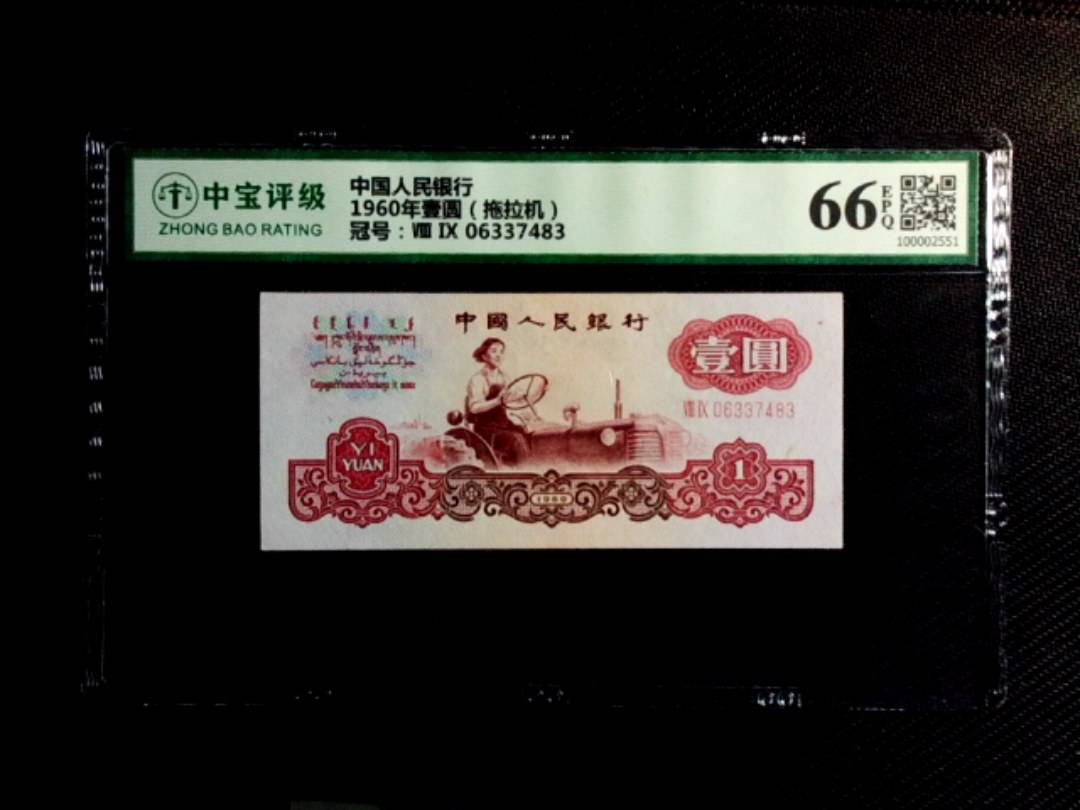 中宝评级
ZHONG BAO RATING
中国人民银行
1960年壹圆（拖拉机）
冠号：Ⅷ Ⅸ 06337483
66
EPQ
100002551
中國人民銀行
壹圓
Ⅷ Ⅸ 06337483
YI
YUAN
1
1960